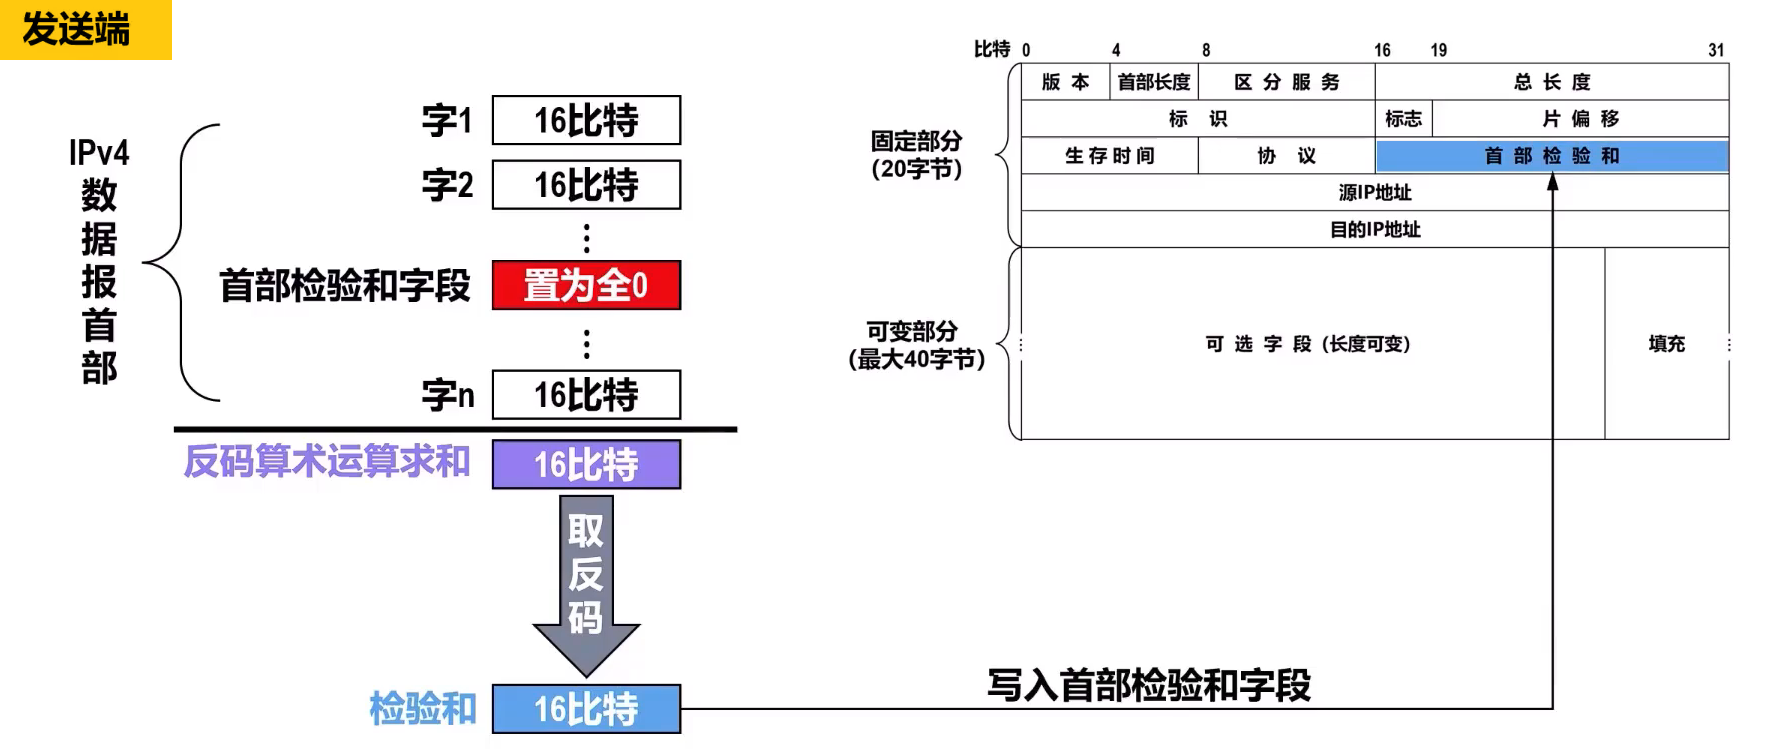 发送端
IPv4
数
据
报
首
部
字1 16比特
字2 16比特
首部检验和字段 置为全0
字n 16比特
反码算术运算求和 16比特
取
反
码
检验和 16比特
写入首部检验和字段
比特 0 4 8 16 19 31
固定部分
(20字节)
版本 首部长度 区分服务 总长度
标识 标志 片偏移
生存时间 协议 首部检验和
源IP地址
目的IP地址
可变部分
(最大40字节)
可选字段 (长度可变) 填充